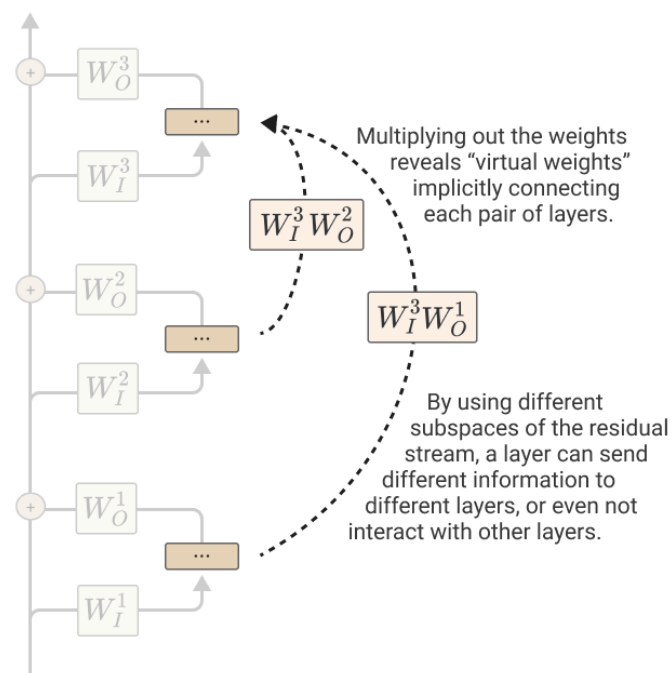 +
W_O^3
...
W_I^3
Multiplying out the weights
reveals “virtual weights”
implicitly connecting
each pair of layers.
W_I^3 W_O^2
+
W_O^2
...
W_I^2
W_I^3 W_O^1
By using different
subspaces of the residual
stream, a layer can send
different information to
different layers, or even not
interact with other layers.
+
W_O^1
...
W_I^1